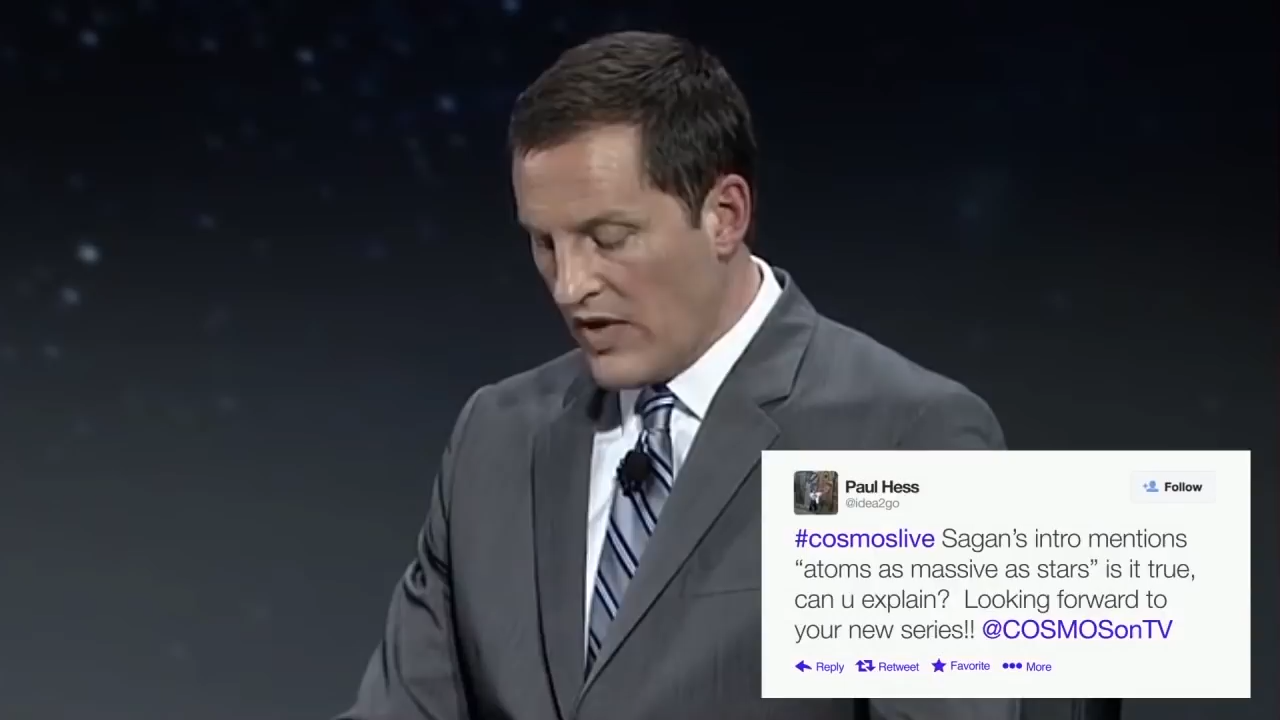 Paul Hess
@idea2go
Follow
#cosmoslive Sagan’s intro mentions
“atoms as massive as stars” is it true,
can u explain?  Looking forward to
your new series!! @COSMOSonTV
Reply Retweet Favorite More